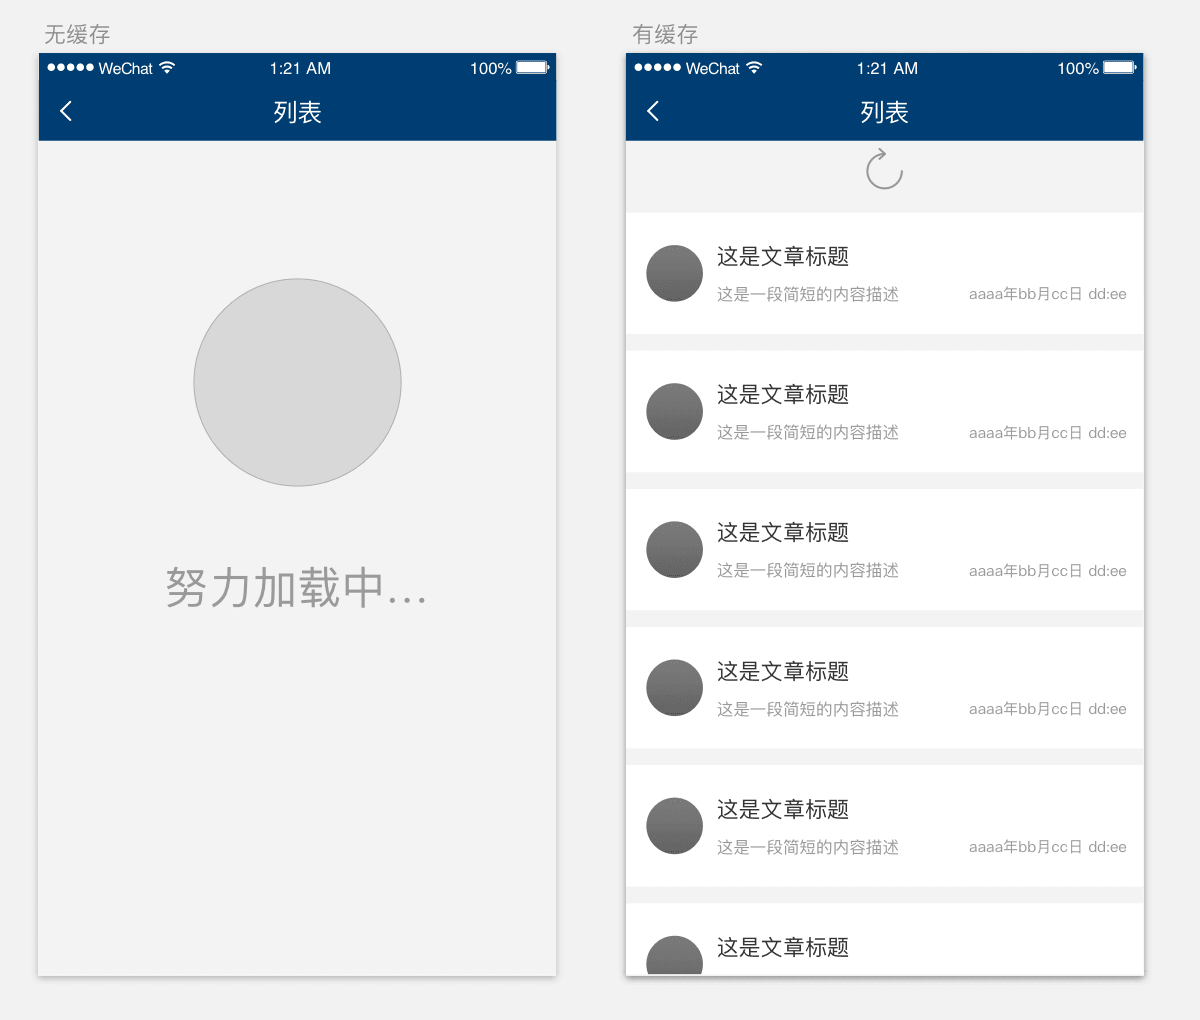 无缓存
WeChat 1:21 AM 100%
列表
努力加载中...
有缓存
WeChat 1:21 AM 100%
列表
这是文章标题
这是一段简短的内容描述 aaaa年bb月cc日 dd:ee
这是文章标题
这是一段简短的内容描述 aaaa年bb月cc日 dd:ee
这是文章标题
这是一段简短的内容描述 aaaa年bb月cc日 dd:ee
这是文章标题
这是一段简短的内容描述 aaaa年bb月cc日 dd:ee
这是文章标题
这是一段简短的内容描述 aaaa年bb月cc日 dd:ee
这是文章标题